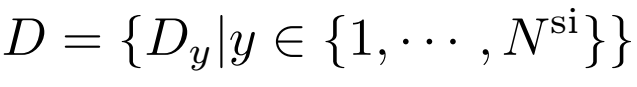 D = {D_y|y ∈ {1, ⋯ , N^si}}